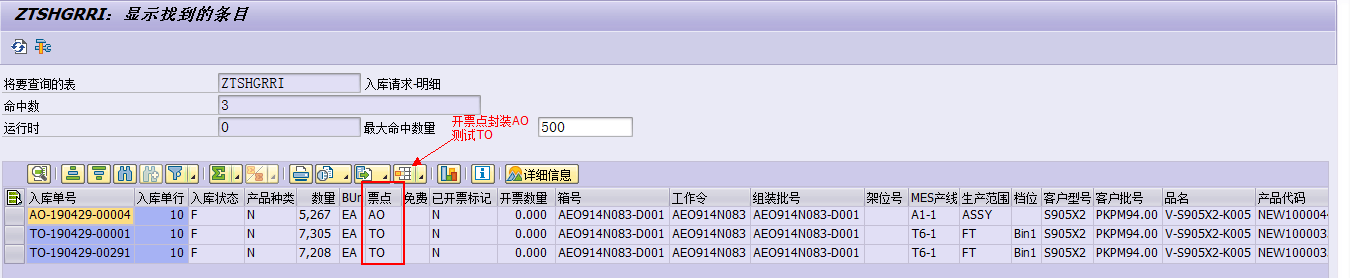 ZTSHGRRI：显示找到的条目
将要查询的表 ZTSHGRRI 入库请求-明细
命中数 3
运行时 0 最大命中数量 500
开票点封装AO
测试TO
详细信息
入库单号 入库单行 入库状态 产品种类 数量 BUn 票点 免费 已开票标记 开票数量 箱号 工作令 组装批号 架位号 MES产线 生产范围 档位 客户型号 客户批号 品名 产品代码
AO-190429-00004 10 F N 5,267 EA AO N 0.000 AEO914N083-D001 AEO914N083 AEO914N083-D001 A1-1 ASSY S905X2 PKPM94.00 V-S905X2-K005 NEW1000044
TO-190429-00001 10 F N 7,305 EA TO N 0.000 AEO914N083-D001 AEO914N083 AEO914N083-D001 T6-1 FT Bin1 S905X2 PKPM94.00 V-S905X2-K005 NEW1000033
TO-190429-00291 10 F N 7,208 EA TO N 0.000 AEO914N083-D001 AEO914N083 AEO914N083-D001 T6-1 FT Bin1 S905X2 PKPM94.00 V-S905X2-K005 NEW1000033